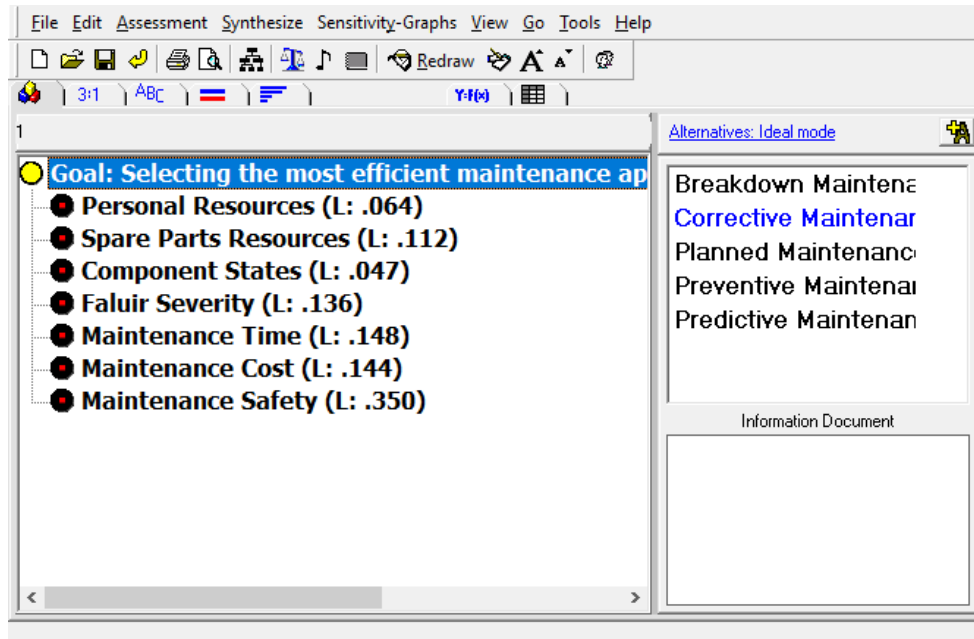 File Edit Assessment Synthesize Sensitivity-Graphs View Go Tools Help
Redraw A A
3:1 ABC Y=F(x)
1
Alternatives: Ideal mode
Goal: Selecting the most efficient maintenance ap
Personal Resources (L: .064)
Spare Parts Resources (L: .112)
Component States (L: .047)
Faluir Severity (L: .136)
Maintenance Time (L: .148)
Maintenance Cost (L: .144)
Maintenance Safety (L: .350)
Breakdown Maintena
Corrective Maintenar
Planned Maintenanc
Preventive Maintenar
Predictive Maintenan
Information Document